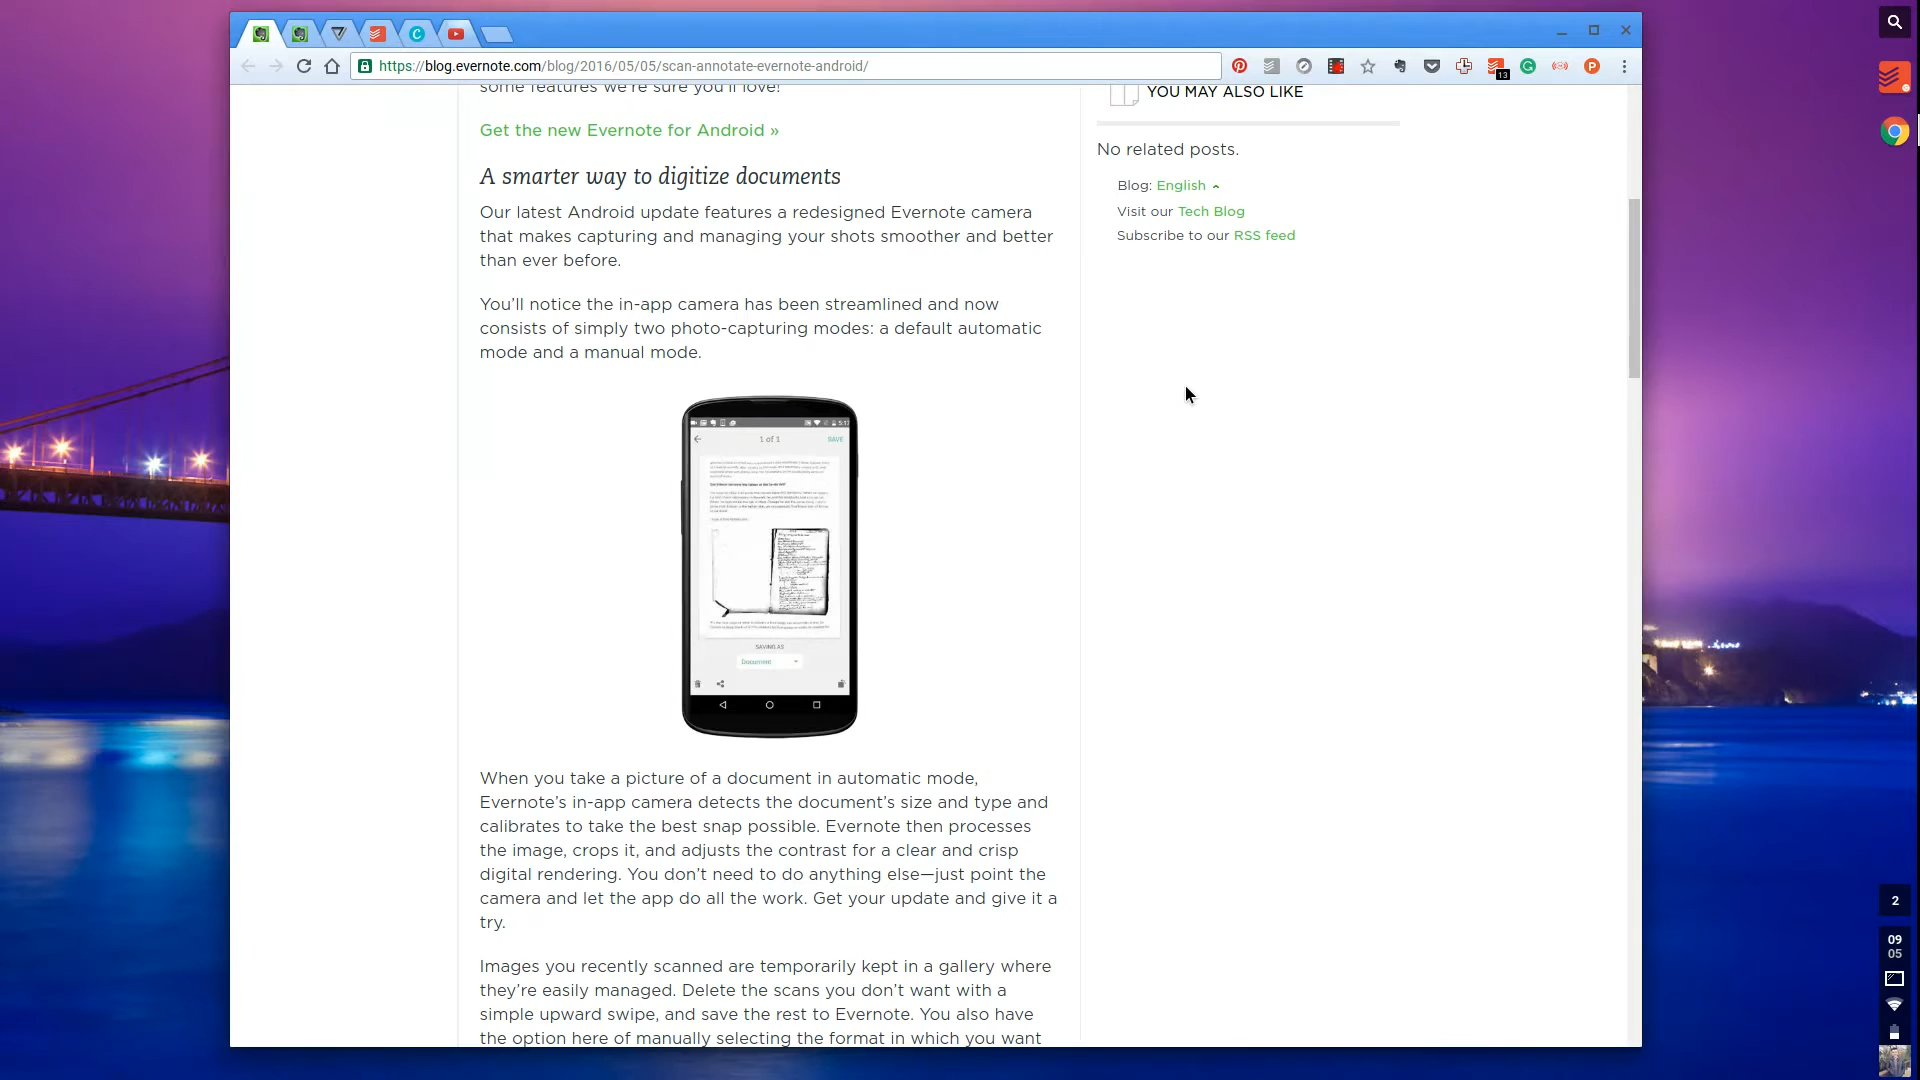 https://blog.evernote.com/blog/2016/05/05/scan-annotate-evernote-android/
13
some features we're sure you'll love!
Get the new Evernote for Android »
A smarter way to digitize documents
Our latest Android update features a redesigned Evernote camera
that makes capturing and managing your shots smoother and better
than ever before.
You'll notice the in-app camera has been streamlined and now
consists of simply two photo-capturing modes: a default automatic
mode and a manual mode.
1 of 1
SAVE
SAVING AS
Document
When you take a picture of a document in automatic mode,
Evernote's in-app camera detects the document's size and type and
calibrates to take the best snap possible. Evernote then processes
the image, crops it, and adjusts the contrast for a clear and crisp
digital rendering. You don't need to do anything else—just point the
camera and let the app do all the work. Get your update and give it a
try.
Images you recently scanned are temporarily kept in a gallery where
they're easily managed. Delete the scans you don't want with a
simple upward swipe, and save the rest to Evernote. You also have
the option here of manually selecting the format in which you want
YOU MAY ALSO LIKE
No related posts.
Blog: English
Visit our Tech Blog
Subscribe to our RSS feed
2
09
05